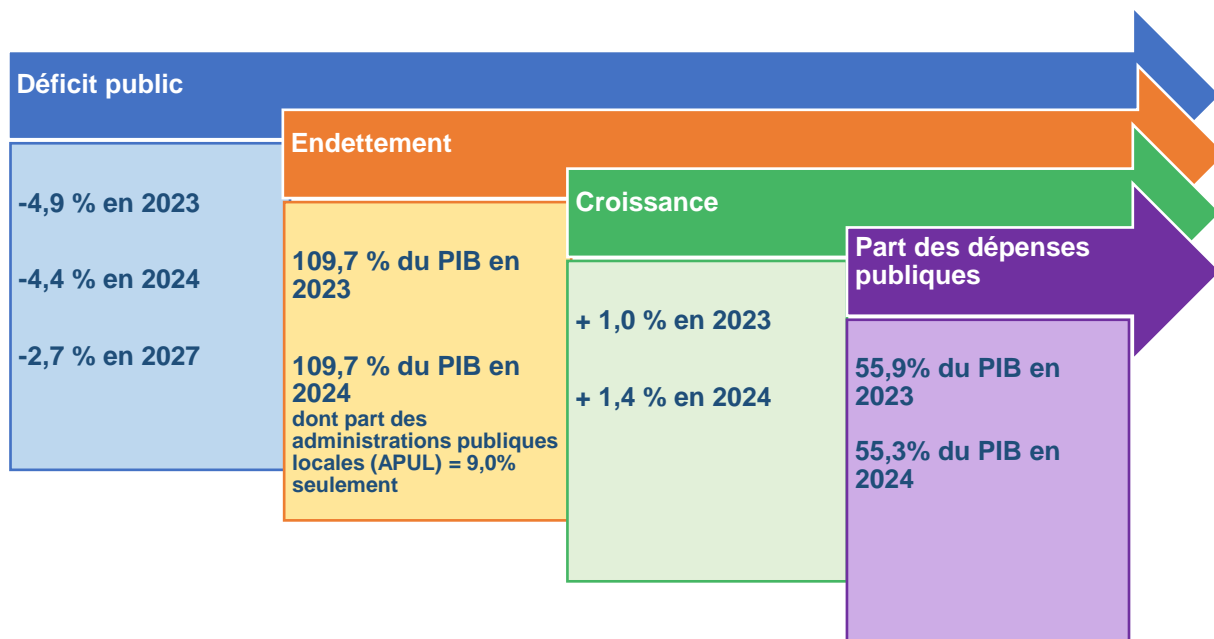 Déficit public
-4,9 % en 2023
-4,4 % en 2024
-2,7 % en 2027
Endettement
109,7 % du PIB en
2023
109,7 % du PIB en
2024
dont part des
administrations publiques
locales (APUL) = 9,0%
seulement
Croissance
+ 1,0 % en 2023
+ 1,4 % en 2024
Part des dépenses
publiques
55,9% du PIB en
2023
55,3% du PIB en
2024